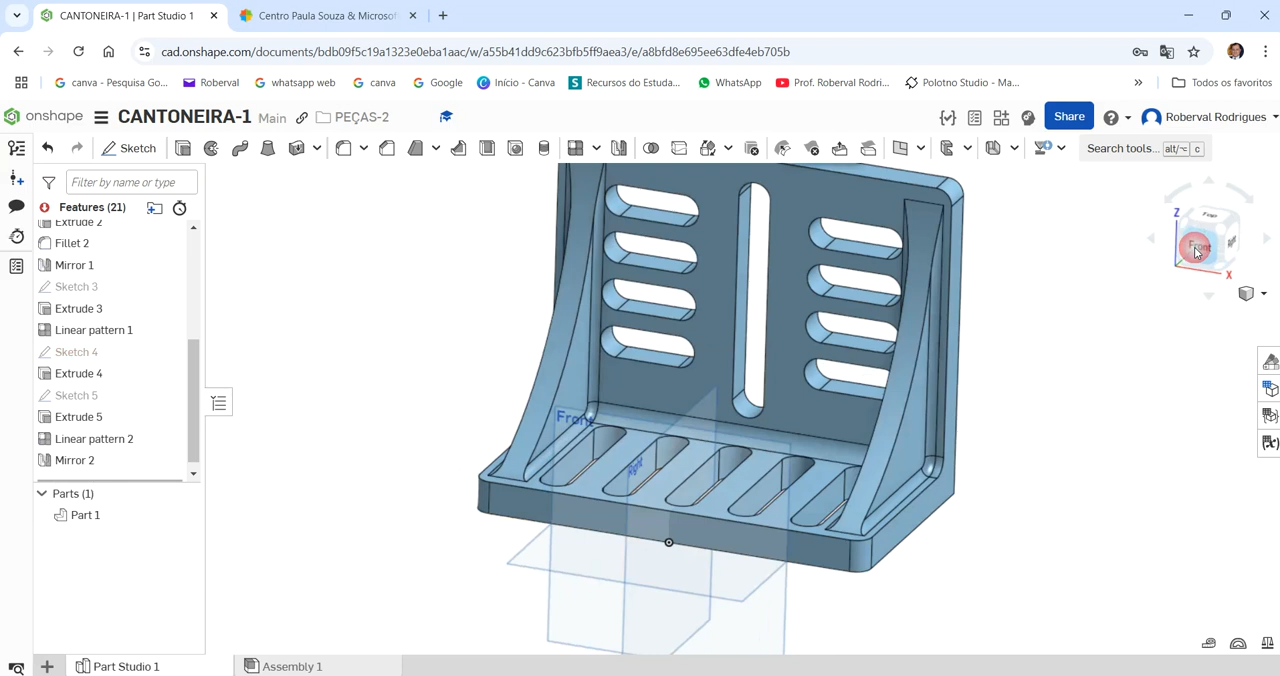 CANTONEIRA-1 | Part Studio 1
Centro Paula Souza & Microsof
cad.onshape.com/documents/bdb09f5c19a1323e0eba1aac/w/a55b41dd9c623bfb5ff9aea3/e/a8bfd8e695ee63dfe4eb705b
canva - Pesquisa Go...
Roberval
whatsapp web
canva
Google
Início - Canva
Recursos do Estuda...
WhatsApp
Prof. Roberval Rodri...
Polotno Studio - Ma...
Todos os favoritos
onshape
CANTONEIRA-1
Main
PEÇAS-2
Share
Roberval Rodrigues
Sketch
Search tools...
alt/⌥
c
Filter by name or type
Features (21)
Extrude 2
Fillet 2
Mirror 1
Sketch 3
Extrude 3
Linear pattern 1
Sketch 4
Extrude 4
Sketch 5
Extrude 5
Linear pattern 2
Mirror 2
Parts (1)
Part 1
Front
Right
Z
Front
X
Part Studio 1
Assembly 1